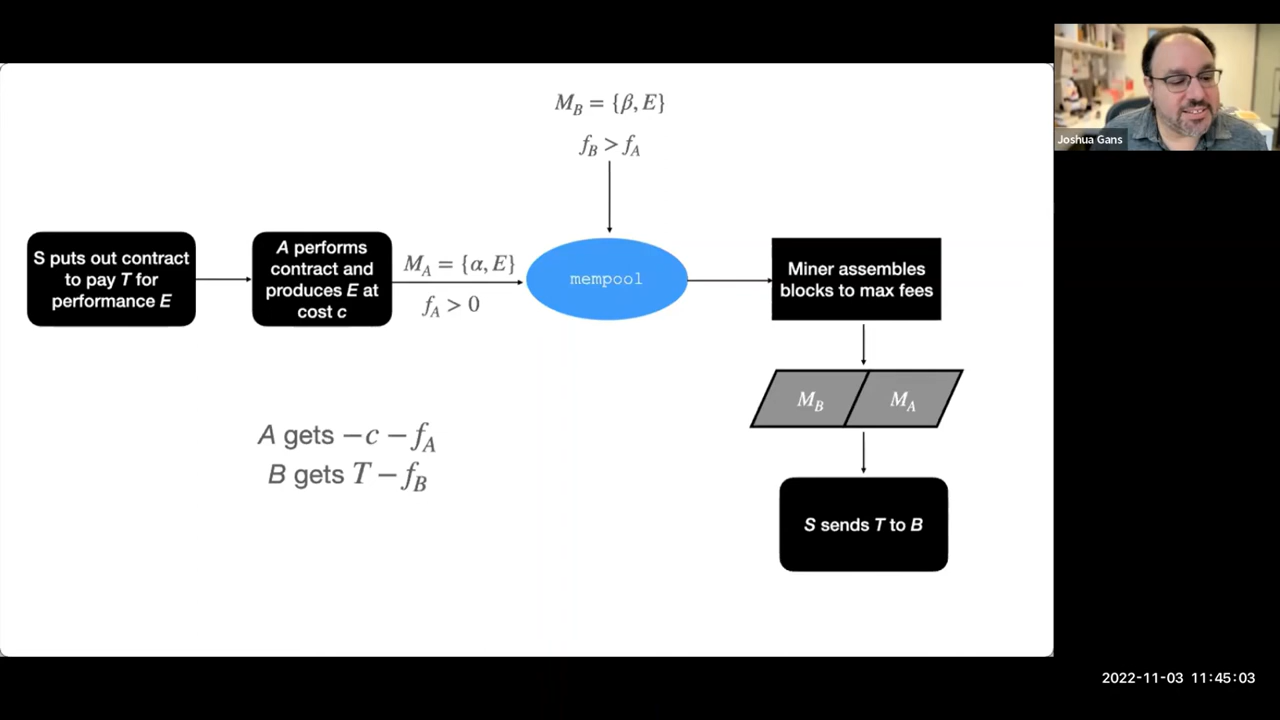 M_B = {β, E}
f_B > f_A
S puts out contract
to pay T for
performance E
A performs
contract and
produces E at
cost c
M_A = {α, E}
f_A > 0
mempool
Miner assembles
blocks to max fees
M_B
M_A
A gets −c − f_A
B gets T − f_B
S sends T to B
Joshua Gans
2022-11-03 11:45:03